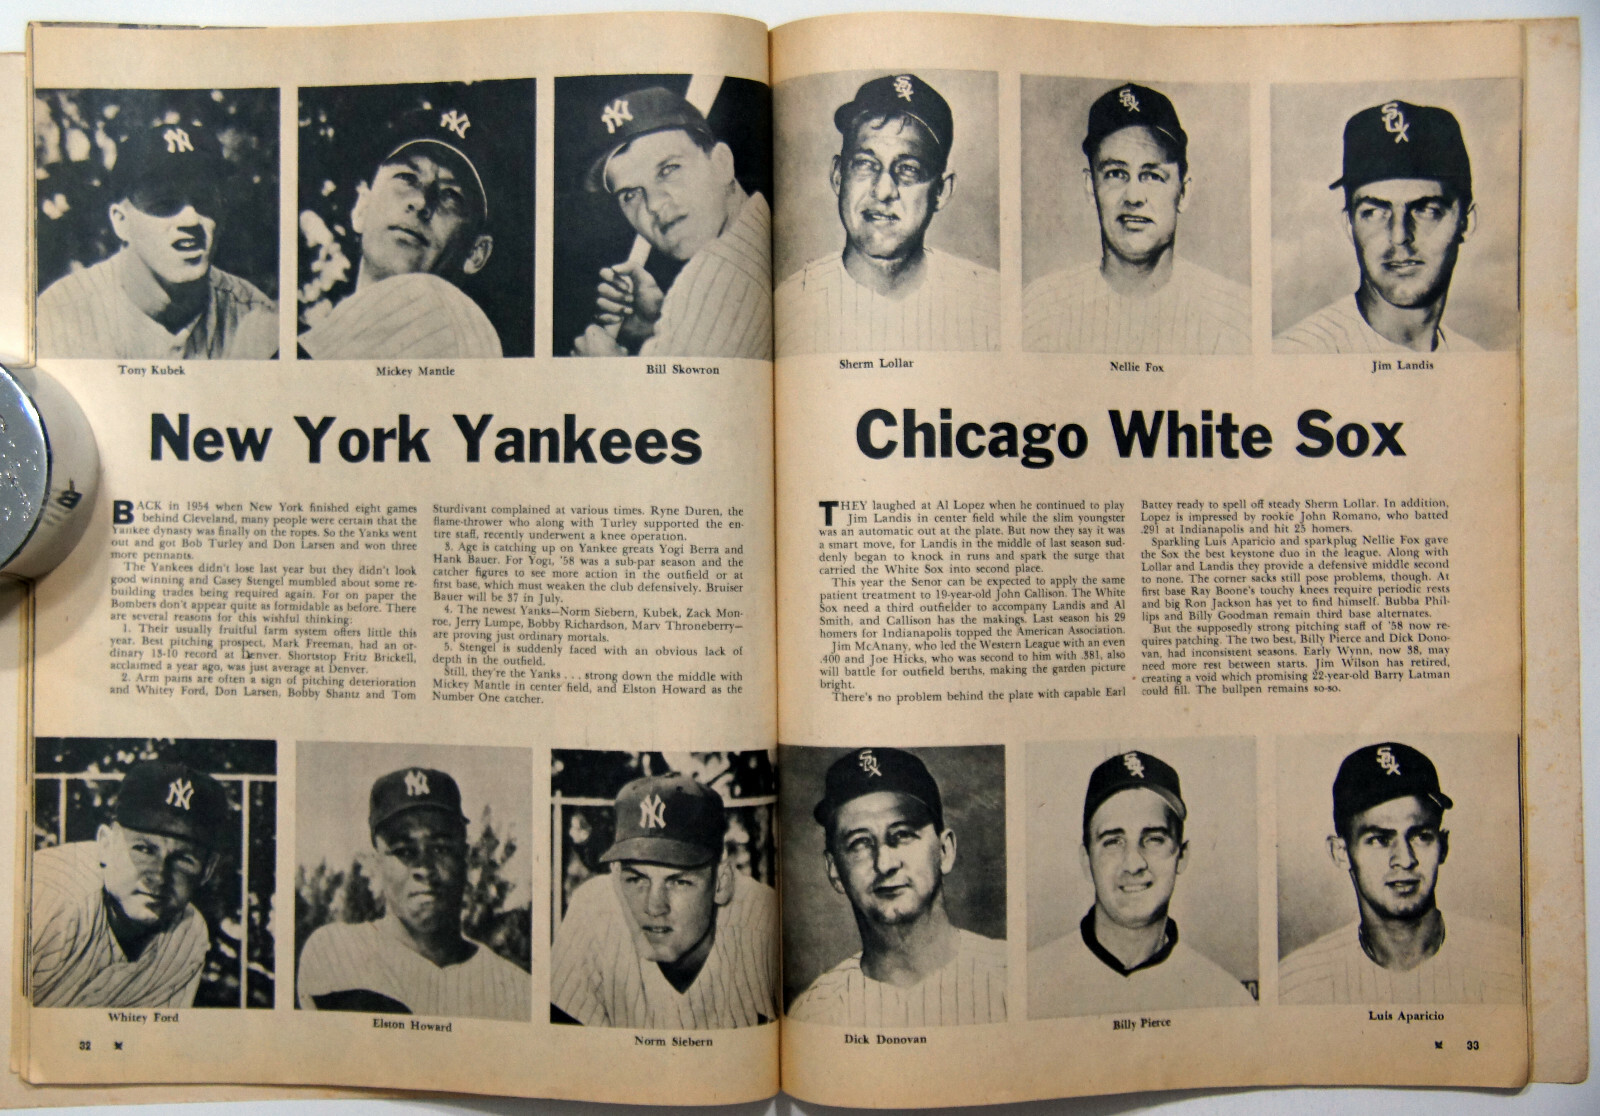 Tony Kubek
Mickey Mantle
Bill Skowron
New York Yankees
BACK in 1954 when New York finished eight games
behind Cleveland, many people were certain that the
Yankee dynasty was finally on the ropes. So the Yanks went
out and got Bob Turley and Don Larsen and won three
more pennants.
The Yankees didn't lose last year but they didn't look
good winning and Casey Stengel mumbled about some re-
building trades being required again. For on paper the
Bombers don't appear quite as formidable as before. There
are several reasons for this wishful thinking:
1. Their usually fruitful farm system offers little this
year. Best pitching prospect, Mark Freeman, had an or-
dinary 13-10 record at Denver. Shortstop Fritz Brickell,
acclaimed a year ago, was just average at Denver.
2. Arm pains are often a sign of pitching deterioration
and Whitey Ford, Don Larsen, Bobby Shantz and Tom
Sturdivant complained at various times. Ryne Duren, the
flame-thrower who along with Turley supported the en-
tire staff, recently underwent a knee operation.
3. Age is catching up on Yankee greats Yogi Berra and
Hank Bauer. For Yogi, '58 was a sub-par season and the
catcher figures to see more action in the outfield or at
first base, which must weaken the club defensively. Bruiser
Bauer will be 37 in July.
4. The newest Yanks—Norm Siebern, Kubek, Zack Mon-
roe, Jerry Lumpe, Bobby Richardson, Marv Throneberry—
are proving just ordinary mortals.
5. Stengel is suddenly faced with an obvious lack of
depth in the outfield.
Still, they're the Yanks . . . strong down the middle with
Mickey Mantle in center field, and Elston Howard as the
Number One catcher.
Whitey Ford
Elston Howard
Norm Siebern
32
Sherm Lollar
Nellie Fox
Jim Landis
Chicago White Sox
THEY laughed at Al Lopez when he continued to play
Jim Landis in center field while the slim youngster
was an automatic out at the plate. But now they say it was
a smart move, for Landis in the middle of last season sud-
denly began to knock in runs and spark the surge that
carried the White Sox into second place.
This year the Senor can be expected to apply the same
patient treatment to 19-year-old John Callison. The White
Sox need a third outfielder to accompany Landis and Al
Smith, and Callison has the makings. Last season his 29
homers for Indianapolis topped the American Association.
Jim McAnany, who led the Western League with an even
.400 and Joe Hicks, who was second to him with .381, also
will battle for outfield berths, making the garden picture
bright.
There's no problem behind the plate with capable Earl
Battey ready to spell off steady Sherm Lollar. In addition,
Lopez is impressed by rookie John Romano, who batted
.291 at Indianapolis and hit 25 homers.
Sparkling Luis Aparicio and sparkplug Nellie Fox gave
the Sox the best keystone duo in the league. Along with
Lollar and Landis they provide a defensive middle second
to none. The corner sacks still pose problems, though. At
first base Ray Boone's touchy knees require periodic rests
and big Ron Jackson has yet to find himself. Bubba Phil-
lips and Billy Goodman remain third base alternates.
But the supposedly strong pitching staff of '58 now re-
quires patching. The two best, Billy Pierce and Dick Dono-
van, had inconsistent seasons. Early Wynn, now 38, may
need more rest between starts. Jim Wilson has retired,
creating a void which promising 22-year-old Barry Latman
could fill. The bullpen remains so-so.
Dick Donovan
Billy Pierce
Luis Aparicio
33